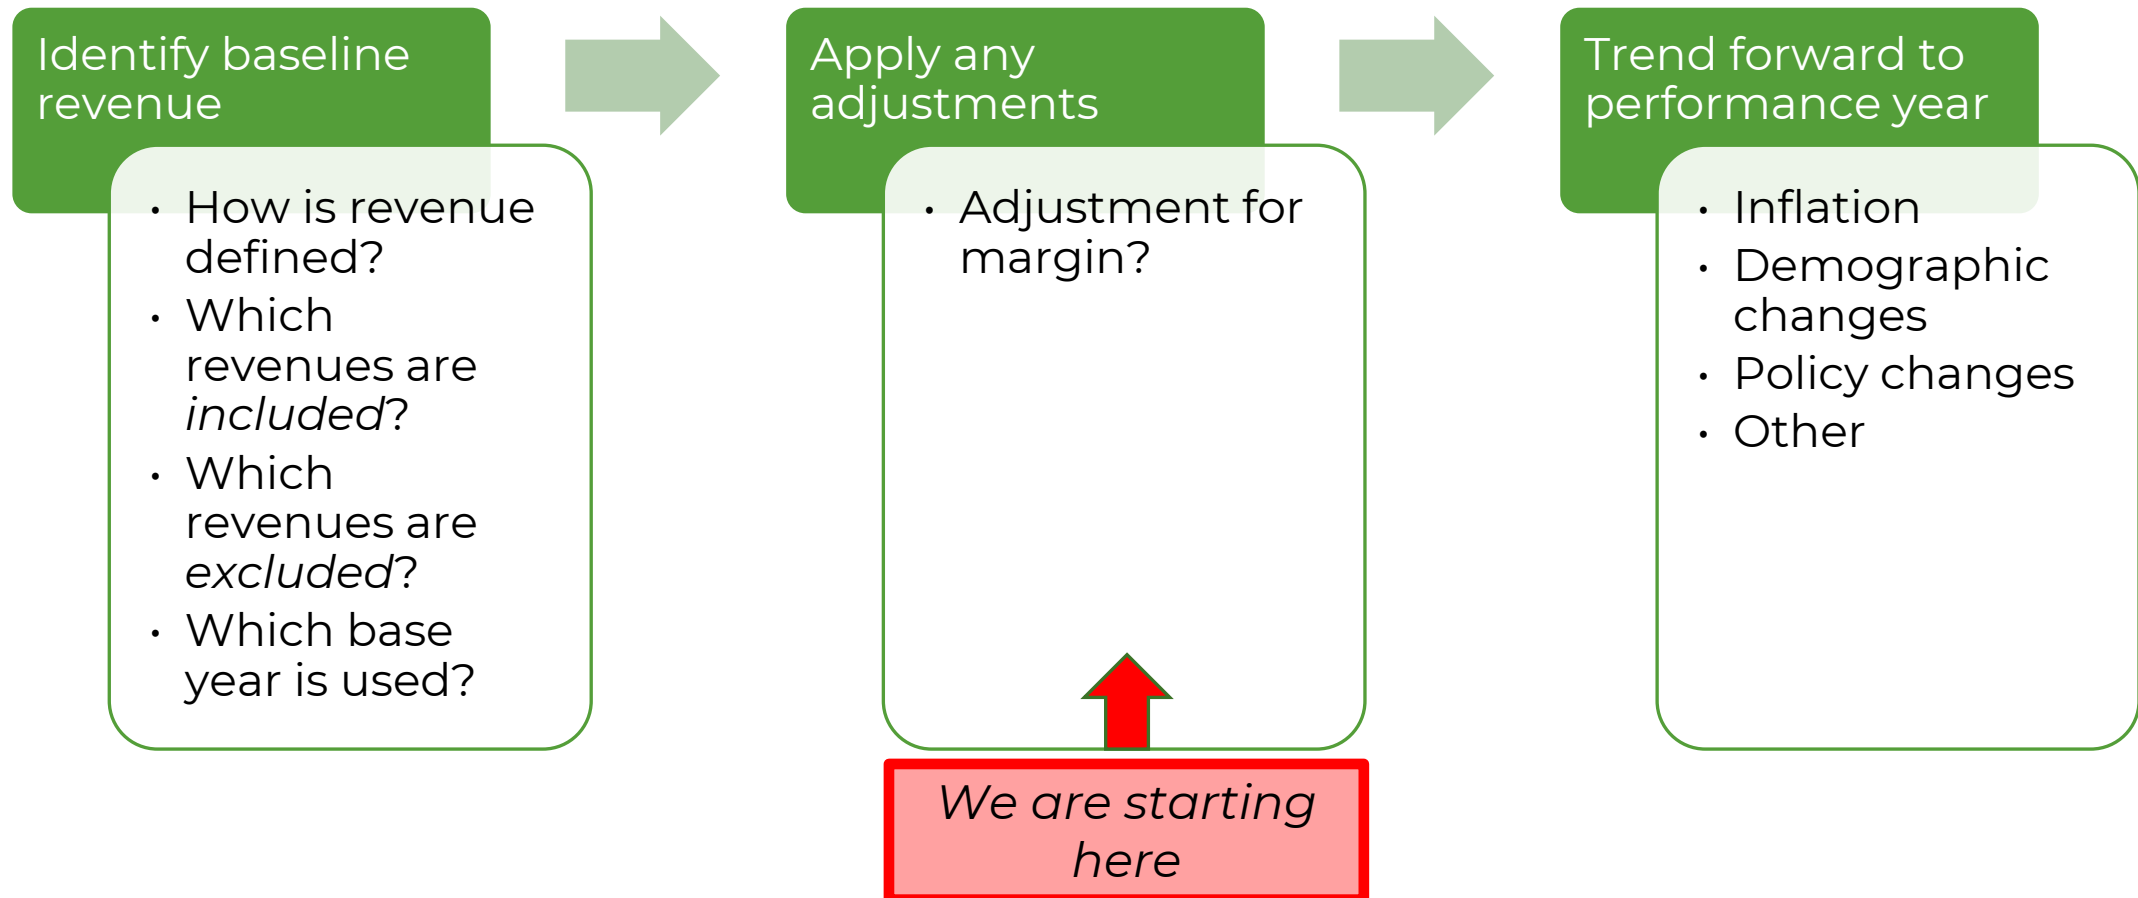 Identify baseline
revenue
• How is revenue
defined?
• Which
revenues are
included?
• Which
revenues are
excluded?
• Which base
year is used?
Apply any
adjustments
• Adjustment for
margin?
We are starting
here
Trend forward to
performance year
• Inflation
• Demographic
changes
• Policy changes
• Other